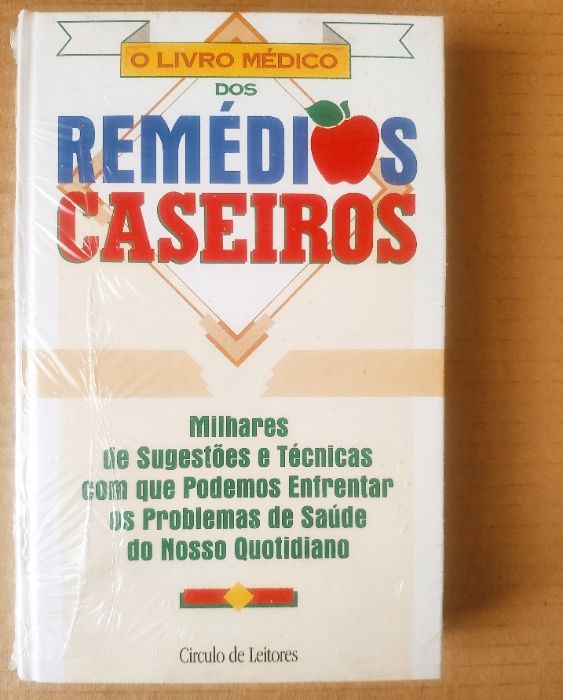 O LIVRO MÉDICO
DOS
REMÉDIOS
CASEIROS
Milhares
de Sugestões e Técnicas
com que Podemos Enfrentar
os Problemas de Saúde
do Nosso Quotidiano
Círculo de Leitores